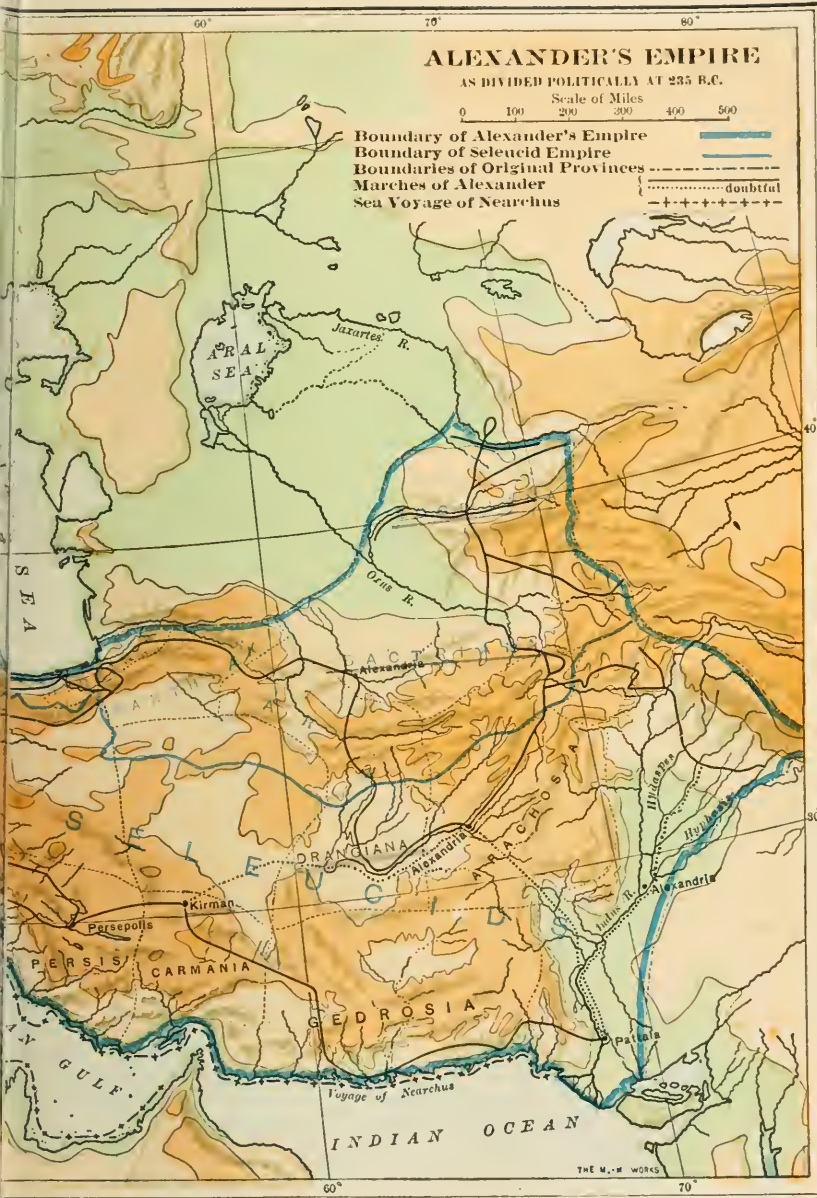 60°
70°
80°
ALEXANDER'S EMPIRE
AS DIVIDED POLITICALLY AT 235 B.C.
Scale of Miles
0 100 200 300 400 500
Boundary of Alexander's Empire
Boundary of Seleucid Empire
Boundaries of Original Provinces
Marches of Alexander
doubtful
Sea Voyage of Nearchus
ARAL
SEA
Jaxartes R.
40°
SEA
Oxus R.
Alexandria
Hydaspes
Hyphasis
30°
SELEUCIDS
DRANGIANA
Alexandria
ARACHOSIA
Indus R.
Alexandria
Kirman
Persepolis
PERSIS
CARMANIA
GEDROSIA
Pattala
AN GULF
Voyage of Nearchus
INDIAN OCEAN
THE M.-N WORKS
60°
70°